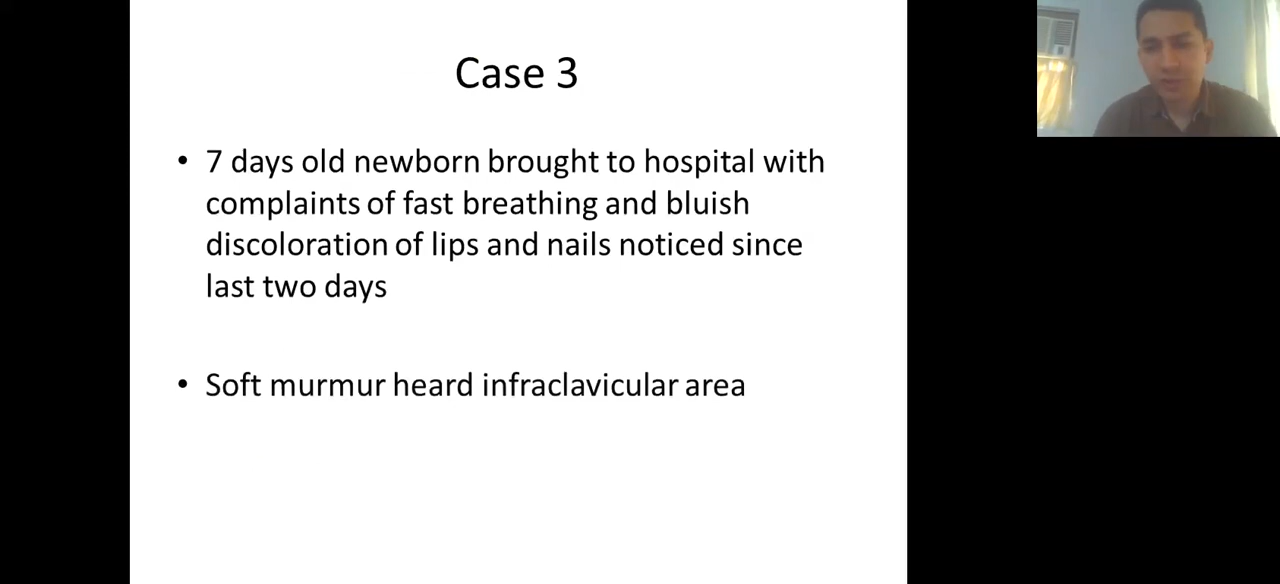 Case 3
• 7 days old newborn brought to hospital with
complaints of fast breathing and bluish
discoloration of lips and nails noticed since
last two days
• Soft murmur heard infraclavicular area